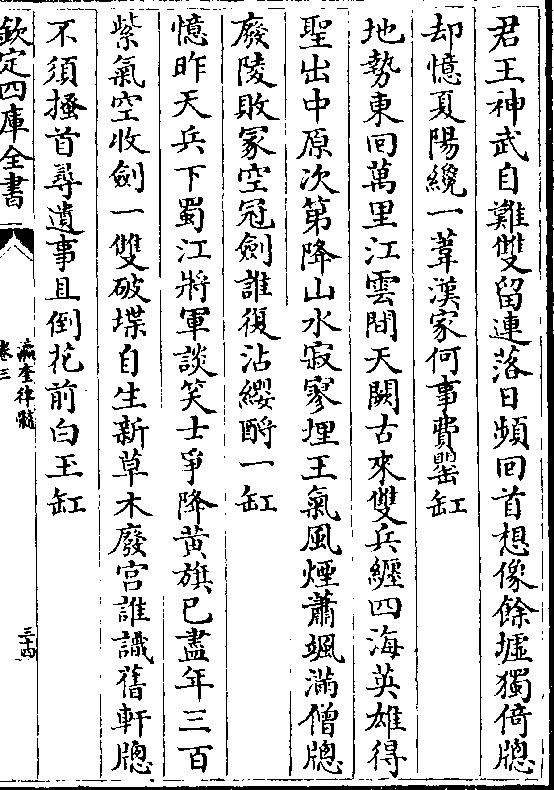 君王神武自難雙留連落日頻回首想像餘墟獨倚牕
却憶夏陽纔一葦漢家何事費罌缸
地勢東回萬里江雲間天闕古來雙兵纒四海英雄得
聖出中原次第降山水寂寥埋王氣風煙蕭颯滿僧牕
廢陵敗冢空冠劍誰復沾纓酹一缸
憶昨天兵下蜀江將軍談笑士爭降黃旗已盡年三百
紫氣空收劍一雙破堞自生新草木廢宮誰識舊軒牕
不須搔首尋遺事且倒花前白玉缸
欽定四庫全書
瀛奎律髓
卷三
三十四